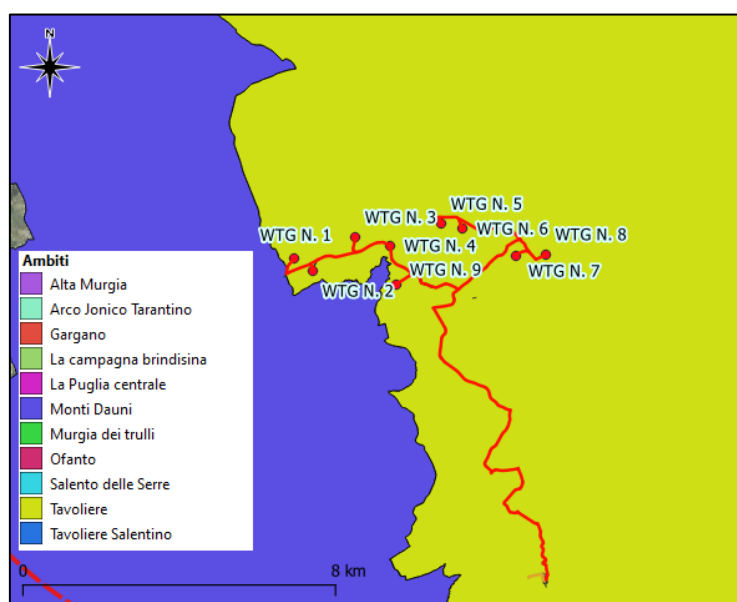 N
WTG N. 5
WTG N. 3
WTG N. 6
WTG N. 8
WTG N. 1
WTG N. 4
WTG N. 9
WTG N. 7
WTG N. 2
Ambiti
Alta Murgia
Arco Jonico Tarantino
Gargano
La campagna brindisina
La Puglia centrale
Monti Dauni
Murgia dei trulli
Ofanto
Salento delle Serre
Tavoliere
Tavoliere Salentino
0 8 km